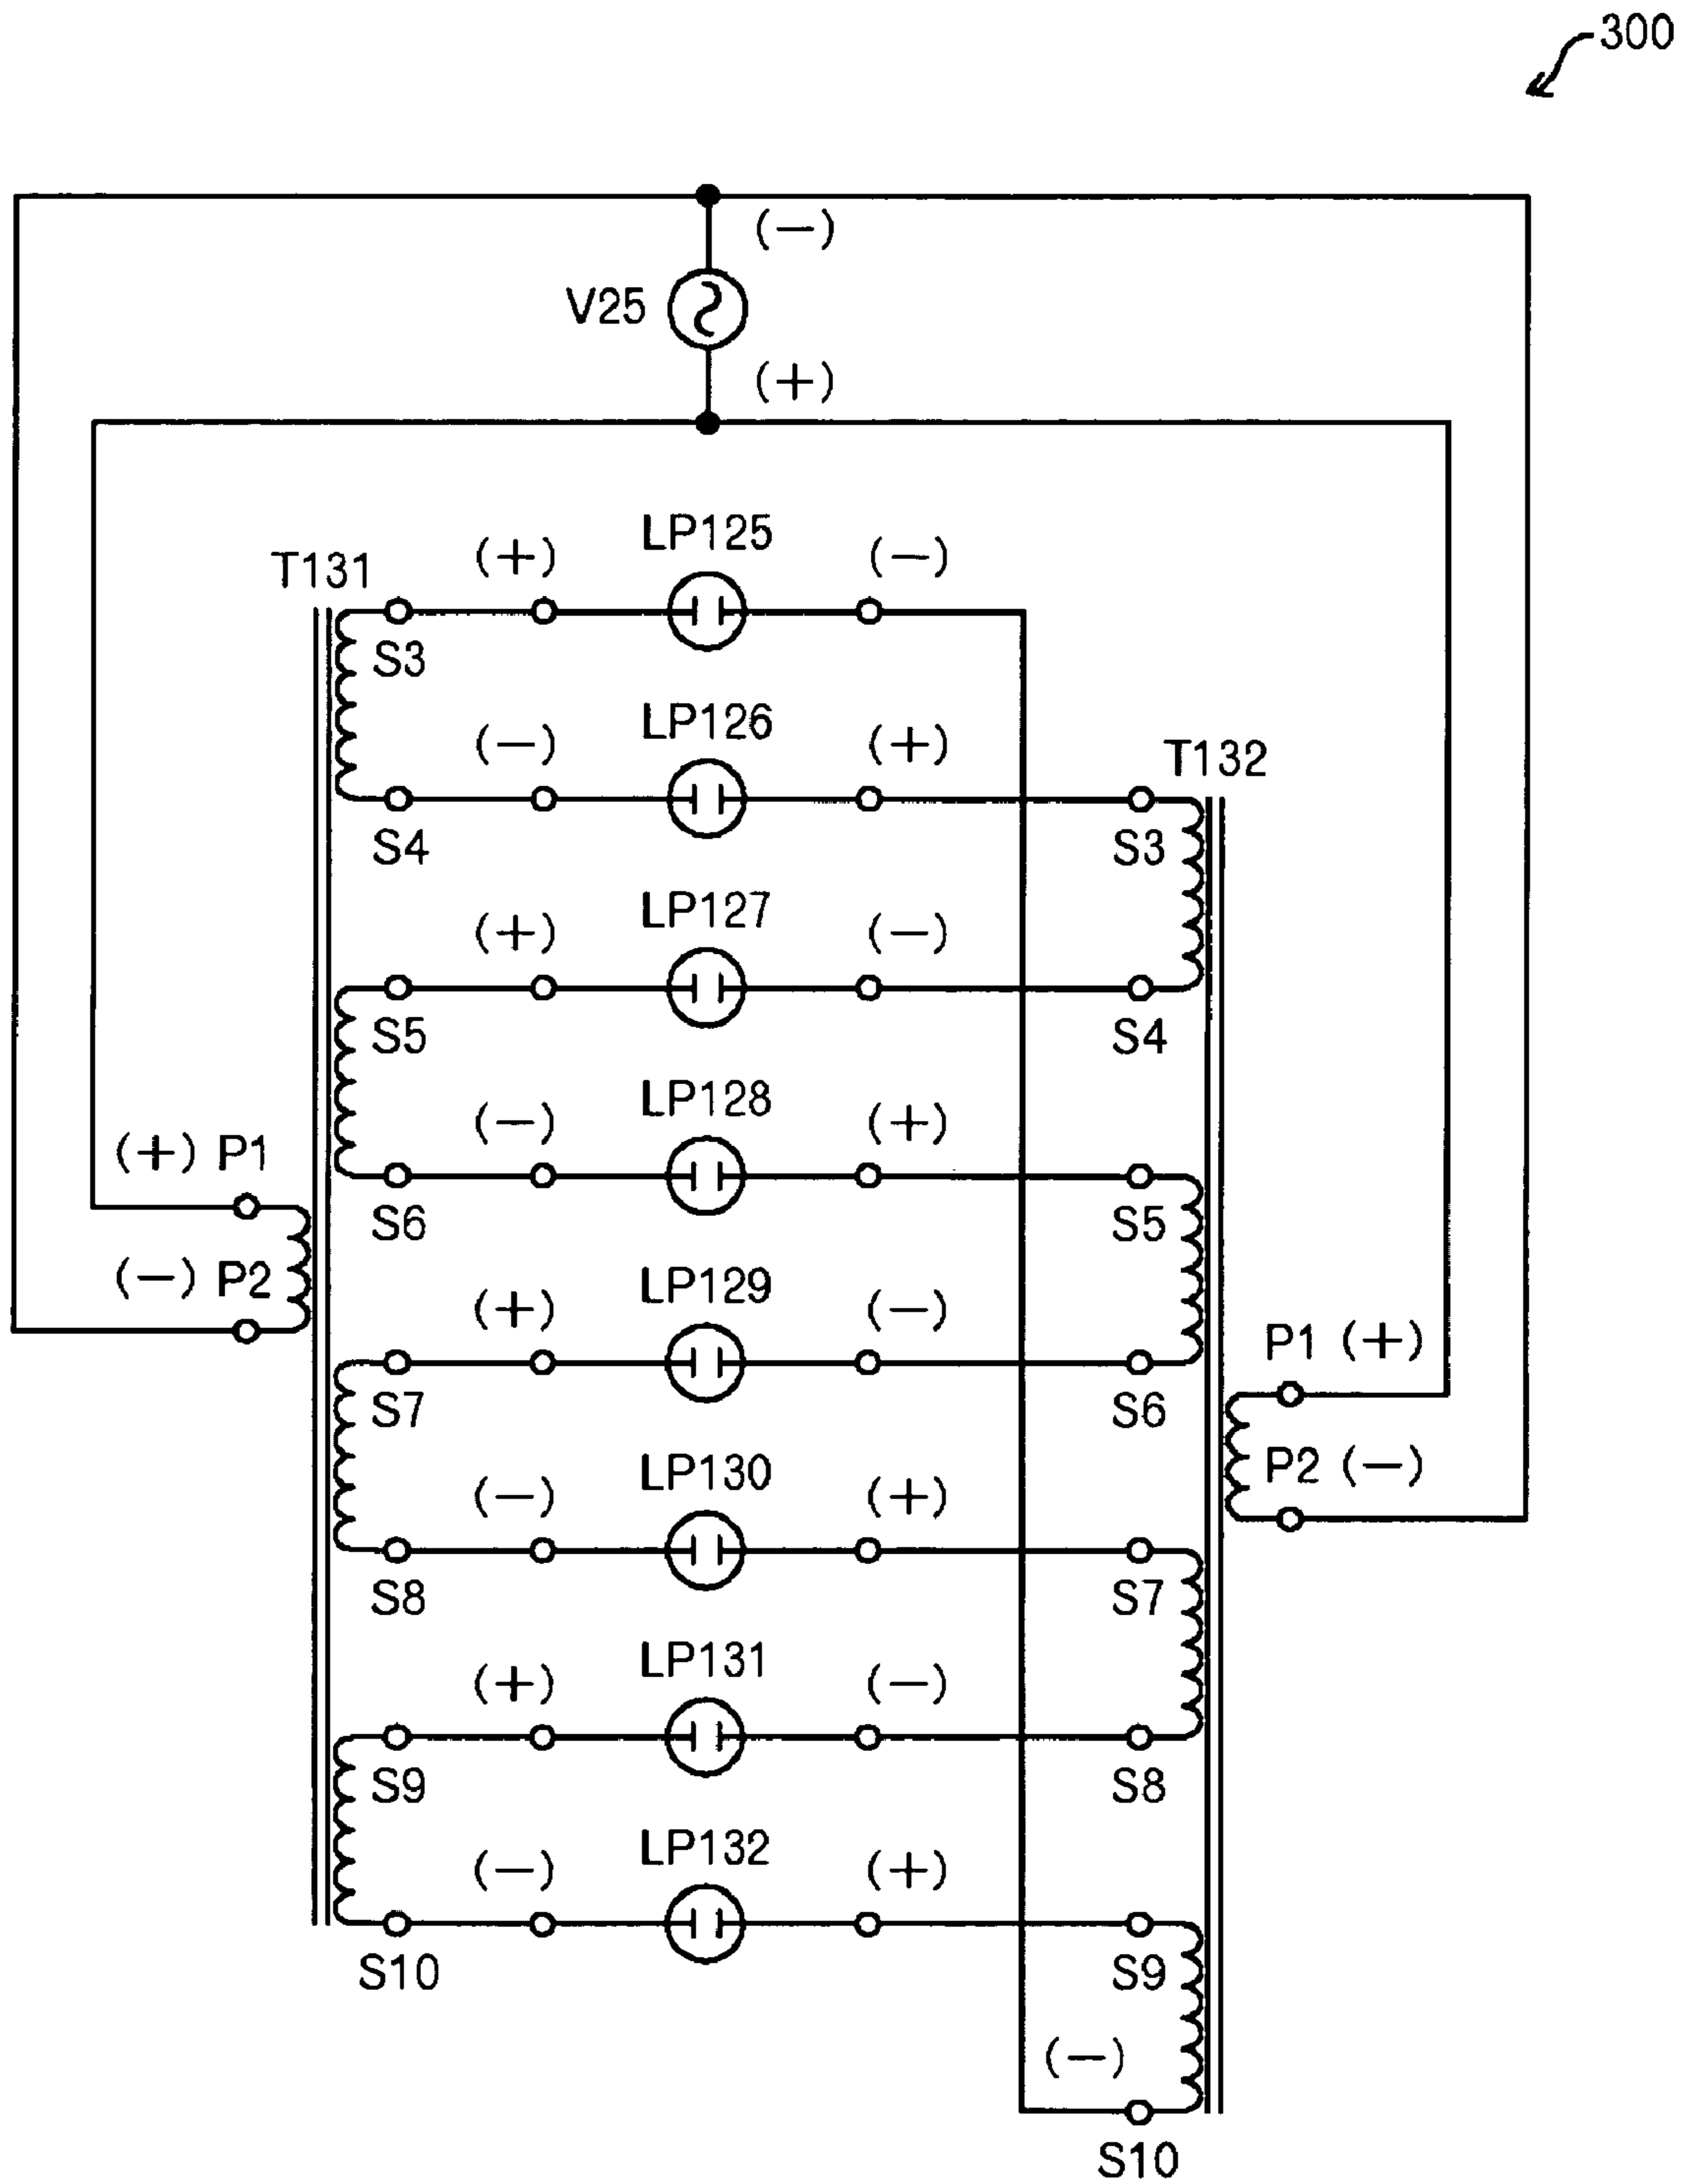 300
(−)
V25
(+)
T131 (+) LP125 (−)
S3
(−) LP126 (+) T132
S4 S3
(+) LP127 (−)
S5 S4
(−) LP128 (+)
(+) P1
S6 S5
(−) P2 (+) LP129 (−)
P1 (+)
S7 S6
(−) LP130 (+) P2 (−)
S8 S7
(+) LP131 (−)
S9 S8
(−) LP132 (+)
S10 S9
(−)
S10